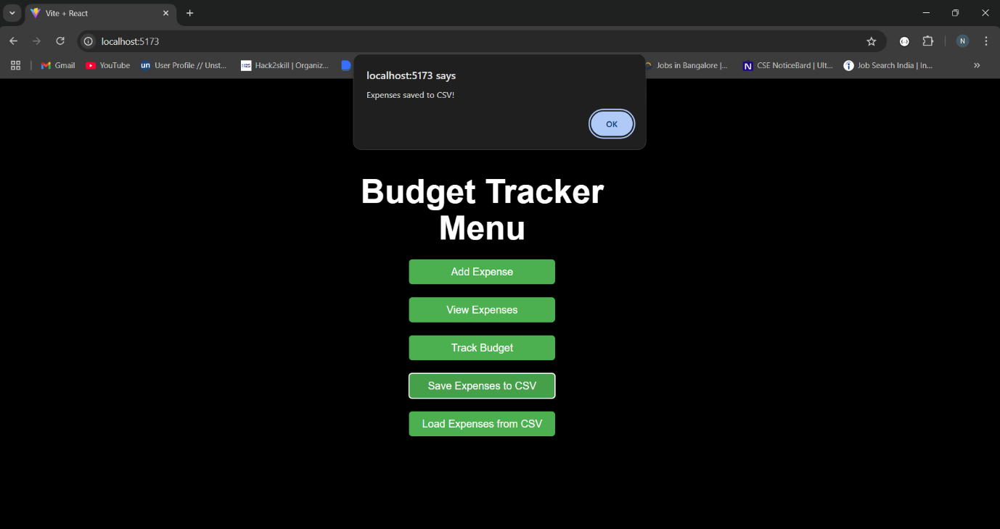 Vite + React
localhost:5173
Gmail
YouTube
User Profile // Unst...
Hack2skill | Organiz...
Jobs in Bangalore |...
CSE NoticeBard | Ult...
Job Search India | In...
N
localhost:5173 says
Expenses saved to CSV!
OK
Budget Tracker
Menu
Add Expense
View Expenses
Track Budget
Save Expenses to CSV
Load Expenses from CSV